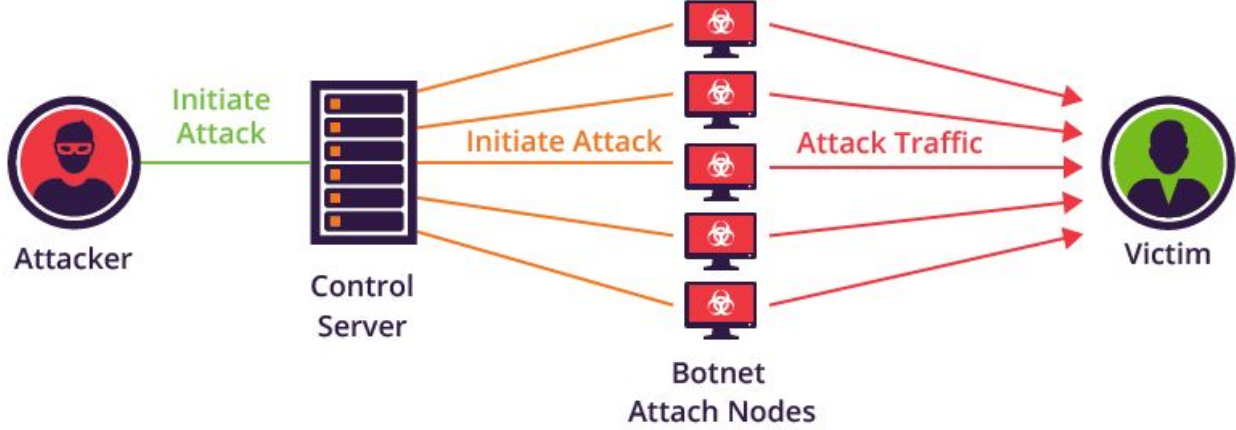 Initiate
Attack
Initiate Attack
Attack Traffic
Attacker
Control
Server
Victim
Botnet
Attach Nodes